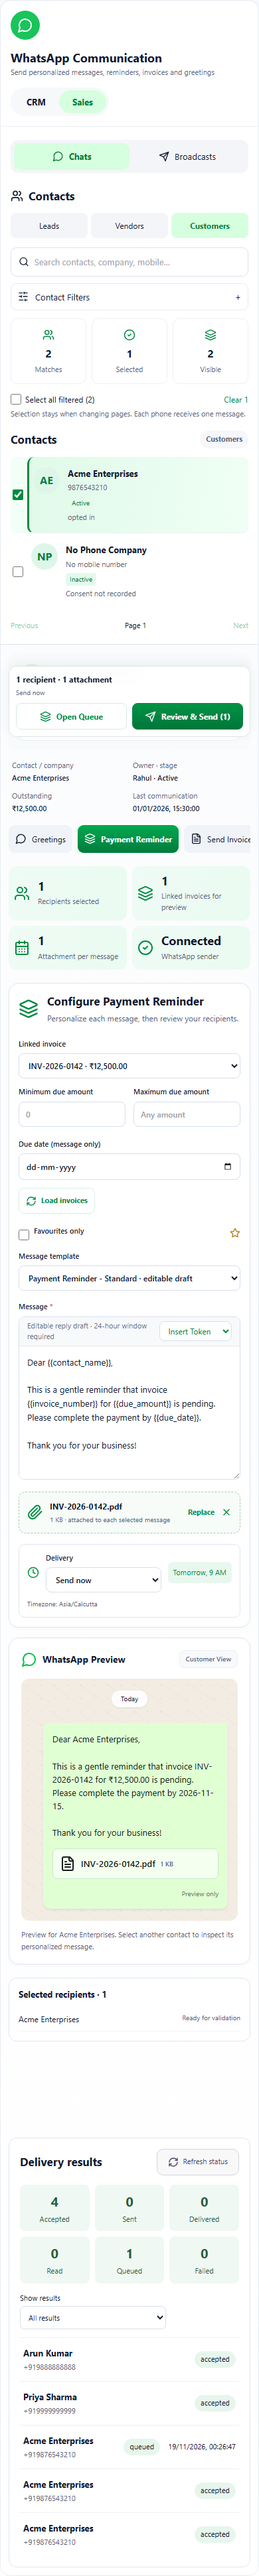 WhatsApp Communication
Send personalized messages, reminders, invoices and greetings
CRM Sales
Chats Broadcasts
Contacts
Leads Vendors Customers
Search contacts, company, mobile...
Contact Filters +
2 1 2
Matches Selected Visible
Select all filtered (2) Clear 1
Selection stays when changing pages. Each phone receives one message.
Contacts Customers
AE Acme Enterprises
9876543210
Active
opted in
NP No Phone Company
No mobile number
Inactive
Consent not recorded
Previous Page 1 Next
1 recipient · 1 attachment
Send now
Open Queue Review & Send (1)
Contact / company Owner · stage
Acme Enterprises Rahul · Active
Outstanding Last communication
₹12,500.00 01/01/2026, 15:30:00
Greetings Payment Reminder Send Invoice
1 Recipients selected
1 Linked invoices for preview
1 Attachment per message
Connected WhatsApp sender
Configure Payment Reminder
Personalize each message, then review your recipients.
Linked invoice
INV-2026-0142 · ₹12,500.00
Minimum due amount Maximum due amount
0 Any amount
Due date (message only)
dd-mm-yyyy
Load invoices
Favourites only
Message template
Payment Reminder - Standard · editable draft
Message *
Editable reply draft · 24-hour window required Insert Token
Dear {{contact_name}},
This is a gentle reminder that invoice
{{invoice_number}} for {{due_amount}} is pending.
Please complete the payment by {{due_date}}.
Thank you for your business!
INV-2026-0142.pdf
1 KB · attached to each selected message
Replace
Delivery
Send now Tomorrow, 9 AM
Timezone: Asia/Calcutta
WhatsApp Preview Customer View
Today
Dear Acme Enterprises,
This is a gentle reminder that invoice INV-
2026-0142 for ₹12,500.00 is pending.
Please complete the payment by 2026-11-
15.
Thank you for your business!
INV-2026-0142.pdf 1 KB
Preview only
Preview for Acme Enterprises. Select another contact to inspect its
personalized message.
Selected recipients · 1
Acme Enterprises Ready for validation
Delivery results Refresh status
4 0 0
Accepted Sent Delivered
0 1 0
Read Queued Failed
Show results
All results
Arun Kumar accepted
+919888888888
Priya Sharma accepted
+919999999999
Acme Enterprises queued 19/11/2026, 00:26:47
+919876543210
Acme Enterprises accepted
+919876543210
Acme Enterprises accepted
+919876543210